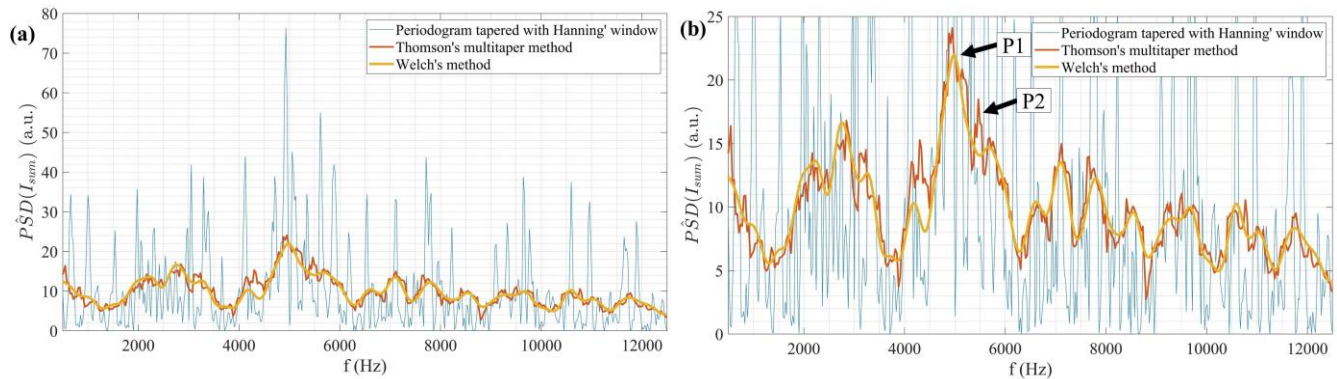 (a)
80
70
60
50
40
30
20
10
0
P̂SD(I_sum) (a.u.)
Periodogram tapered with Hanning' window
Thomson's multitaper method
Welch's method
2000 4000 6000 8000 10000 12000
f (Hz)
(b)
25
20
15
10
5
0
P̂SD(I_sum) (a.u.)
Periodogram tapered with Hanning' window
Thomson's multitaper method
Welch's method
P1
P2
2000 4000 6000 8000 10000 12000
f (Hz)